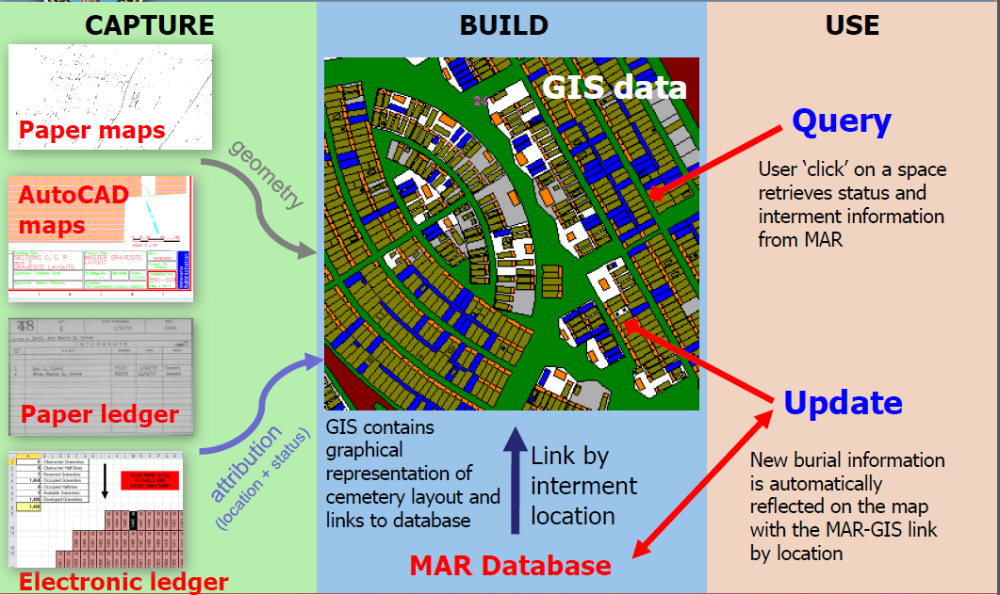 CAPTURE
Paper maps
AutoCAD
maps
SECTIONS C, E, R
GRAVESITE LAYOUTS
MASTER GRAVESITE
LAYOUT
geometry
48
INTERMENTS
Paper ledger
attribution
(location + status)
Obstructed Gravesites
Obstructed Half-Sites
Reserved Gravesites
Occupied Gravesites
Occupied Halfsites
Available Gravesites
Developed Gravesites
Electronic ledger
BUILD
GIS data
24
GIS contains
graphical
representation of
cemetery layout and
links to database
Link by
interment
location
MAR Database
USE
Query
User ‘click’ on a space
retrieves status and
interment information
from MAR
Update
New burial information
is automatically
reflected on the map
with the MAR-GIS link
by location